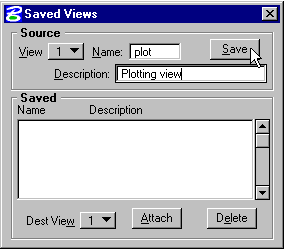 Saved Views
Source
View 1 Name: plot Save
Description: Plotting view
Saved
Name Description
Dest View 1 Attach Delete